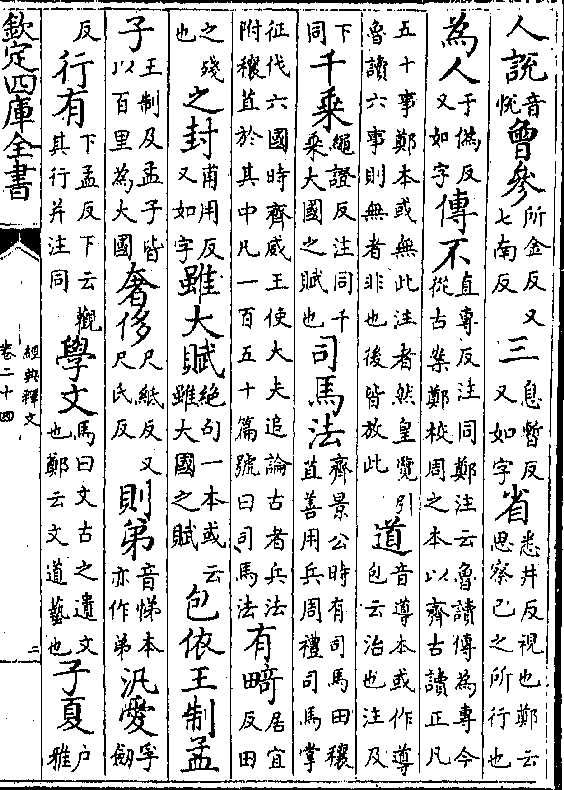 人説音悅曾參所金反又七南反三息暫反又如字省悉井反視也鄭云思察己之所行也
為人于偽反又如字傳不直專反注同鄭注云魯讀傳為專今從古案鄭校周之本以齊古讀正凡
五十事鄭本或無此注者然皇覽引魯讀六事則無者非也後皆放此道音導本或作導包云治也注及
下同千乘繩證反注同千乘大國之賦也司馬法齊景公時有司馬田穰苴善用兵周禮司馬掌
征伐六國時齊威王使大夫追論古者兵法附穰苴於其中凡一百五十篇號曰司馬法有畸居宜反田
之殘也之封甫用反又如字雖大賦絕句一本或云雖大國之賦包依王制孟
子王制及孟子皆以百里為大國奢侈尺紙反又尺氏反則弟音悌本亦作弟汎愛孚劔
反行有下孟反下云觀其行并注同學文馬曰文古之遺文也鄭云文道藝也子夏戶雅
欽定四庫全書
經典釋文
卷二十四
二